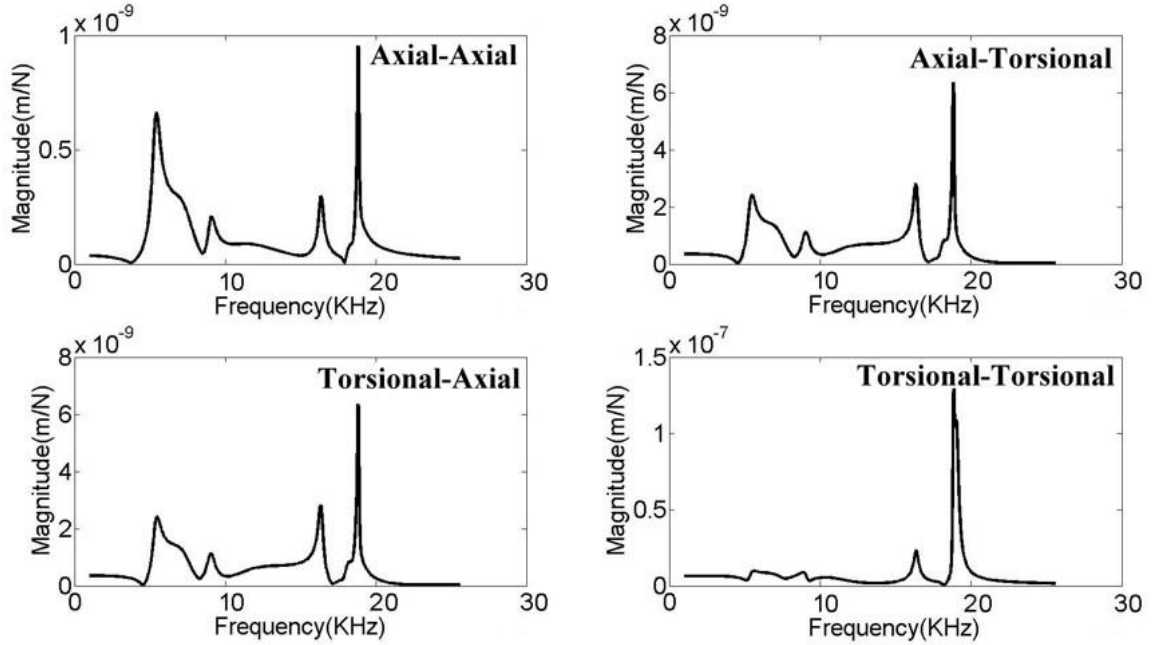 1 x 10-9
Axial-Axial
Magnitude(m/N)
0.5
0
0 10 20 30
Frequency(KHz)
8 x 10-9
Axial-Torsional
Magnitude(m/N)
6
4
2
0
0 10 20 30
Frequency(KHz)
8 x 10-9
Torsional-Axial
Magnitude(m/N)
6
4
2
0
0 10 20 30
Frequency(KHz)
1.5 x 10-7
Torsional-Torsional
Magnitude(m/N)
1
0.5
0
0 10 20 30
Frequency(KHz)